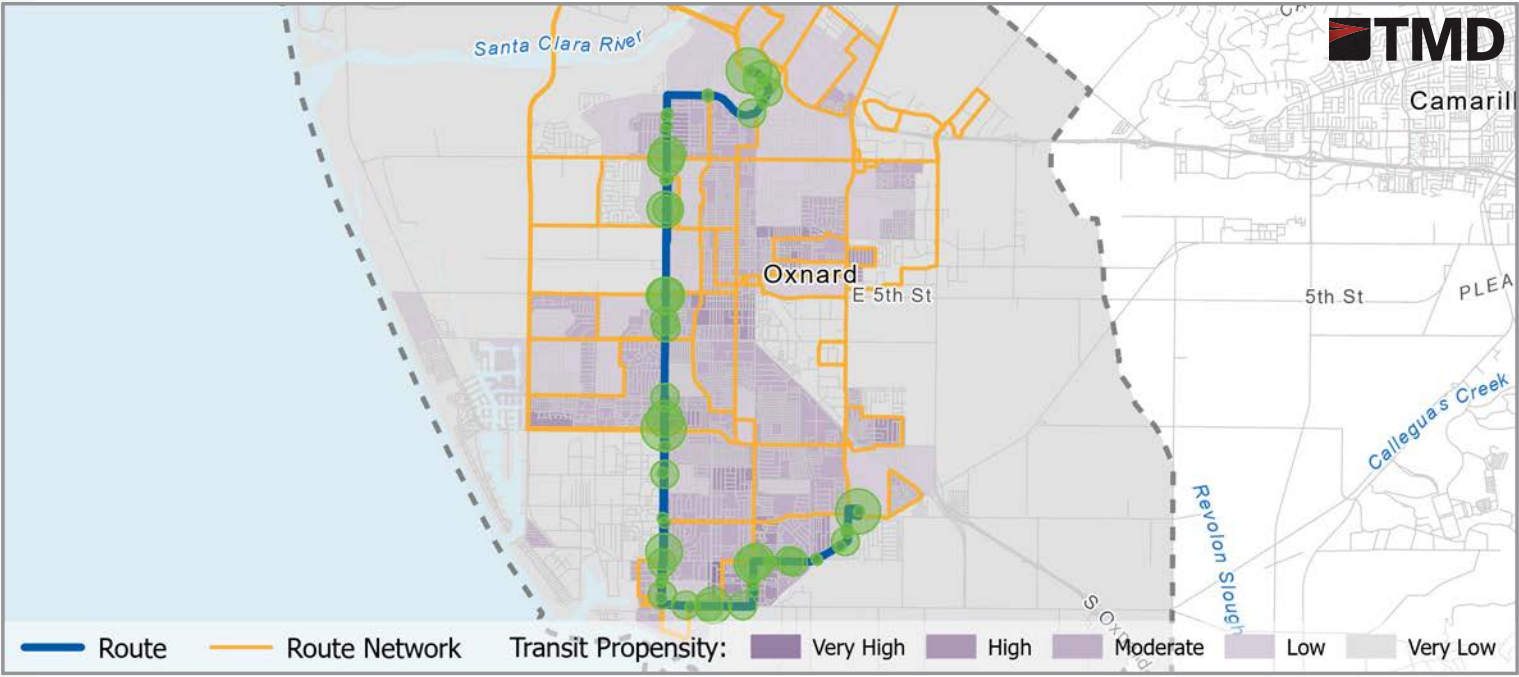 TMD
Santa Clara River
Camarill
Oxnard
E 5th St
5th St
PLEA
Calleguas Creek
Revolon Slough
S Oxnard
Route
Route Network
Transit Propensity:
Very High
High
Moderate
Low
Very Low